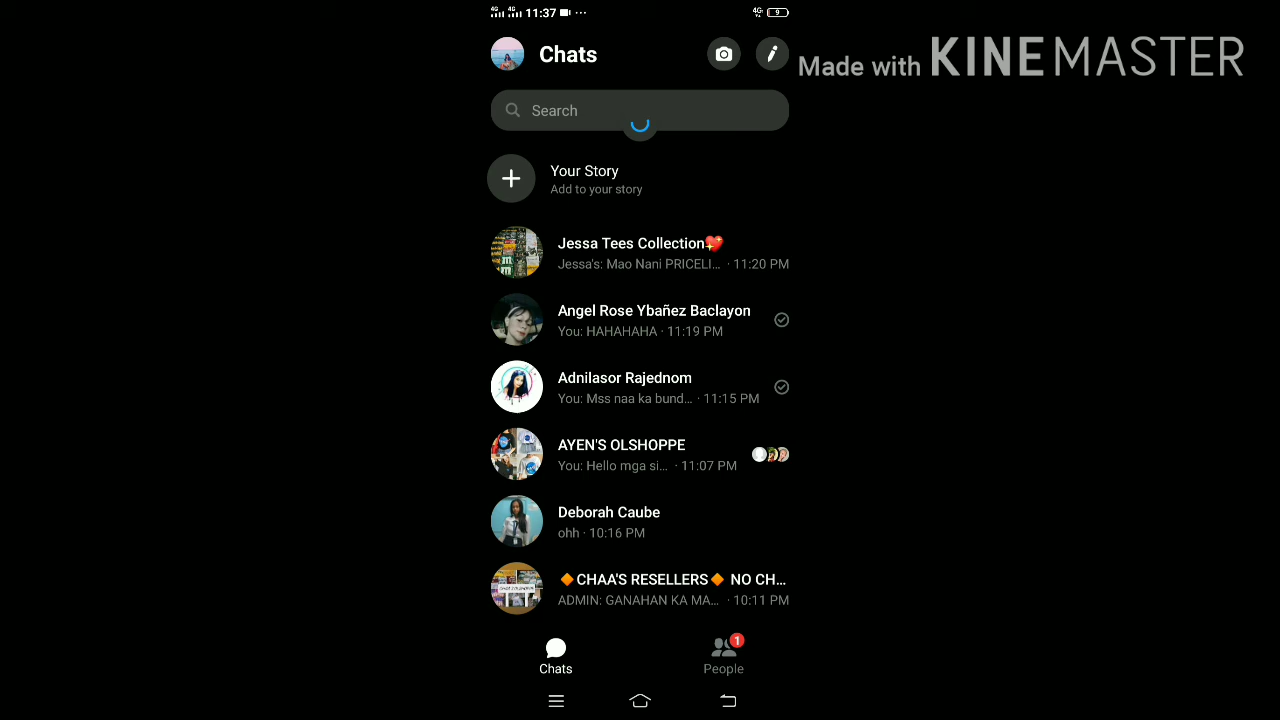 11:37
4G
9
Chats
Made with KINEMASTER
Search
Your Story
Add to your story
Jessa Tees Collection💖
Jessa's: Mao Nani PRICELI... · 11:20 PM
Angel Rose Ybañez Baclayon
You: HAHAHAHA · 11:19 PM
Adnilasor Rajednom
You: Mss naa ka bund... · 11:15 PM
AYEN'S OLSHOPPE
You: Hello mga si... · 11:07 PM
Deborah Caube
ohh · 10:16 PM
🔶CHAA'S RESELLERS🔶 NO CH...
ADMIN: GANAHAN KA MA... · 10:11 PM
1
Chats
People